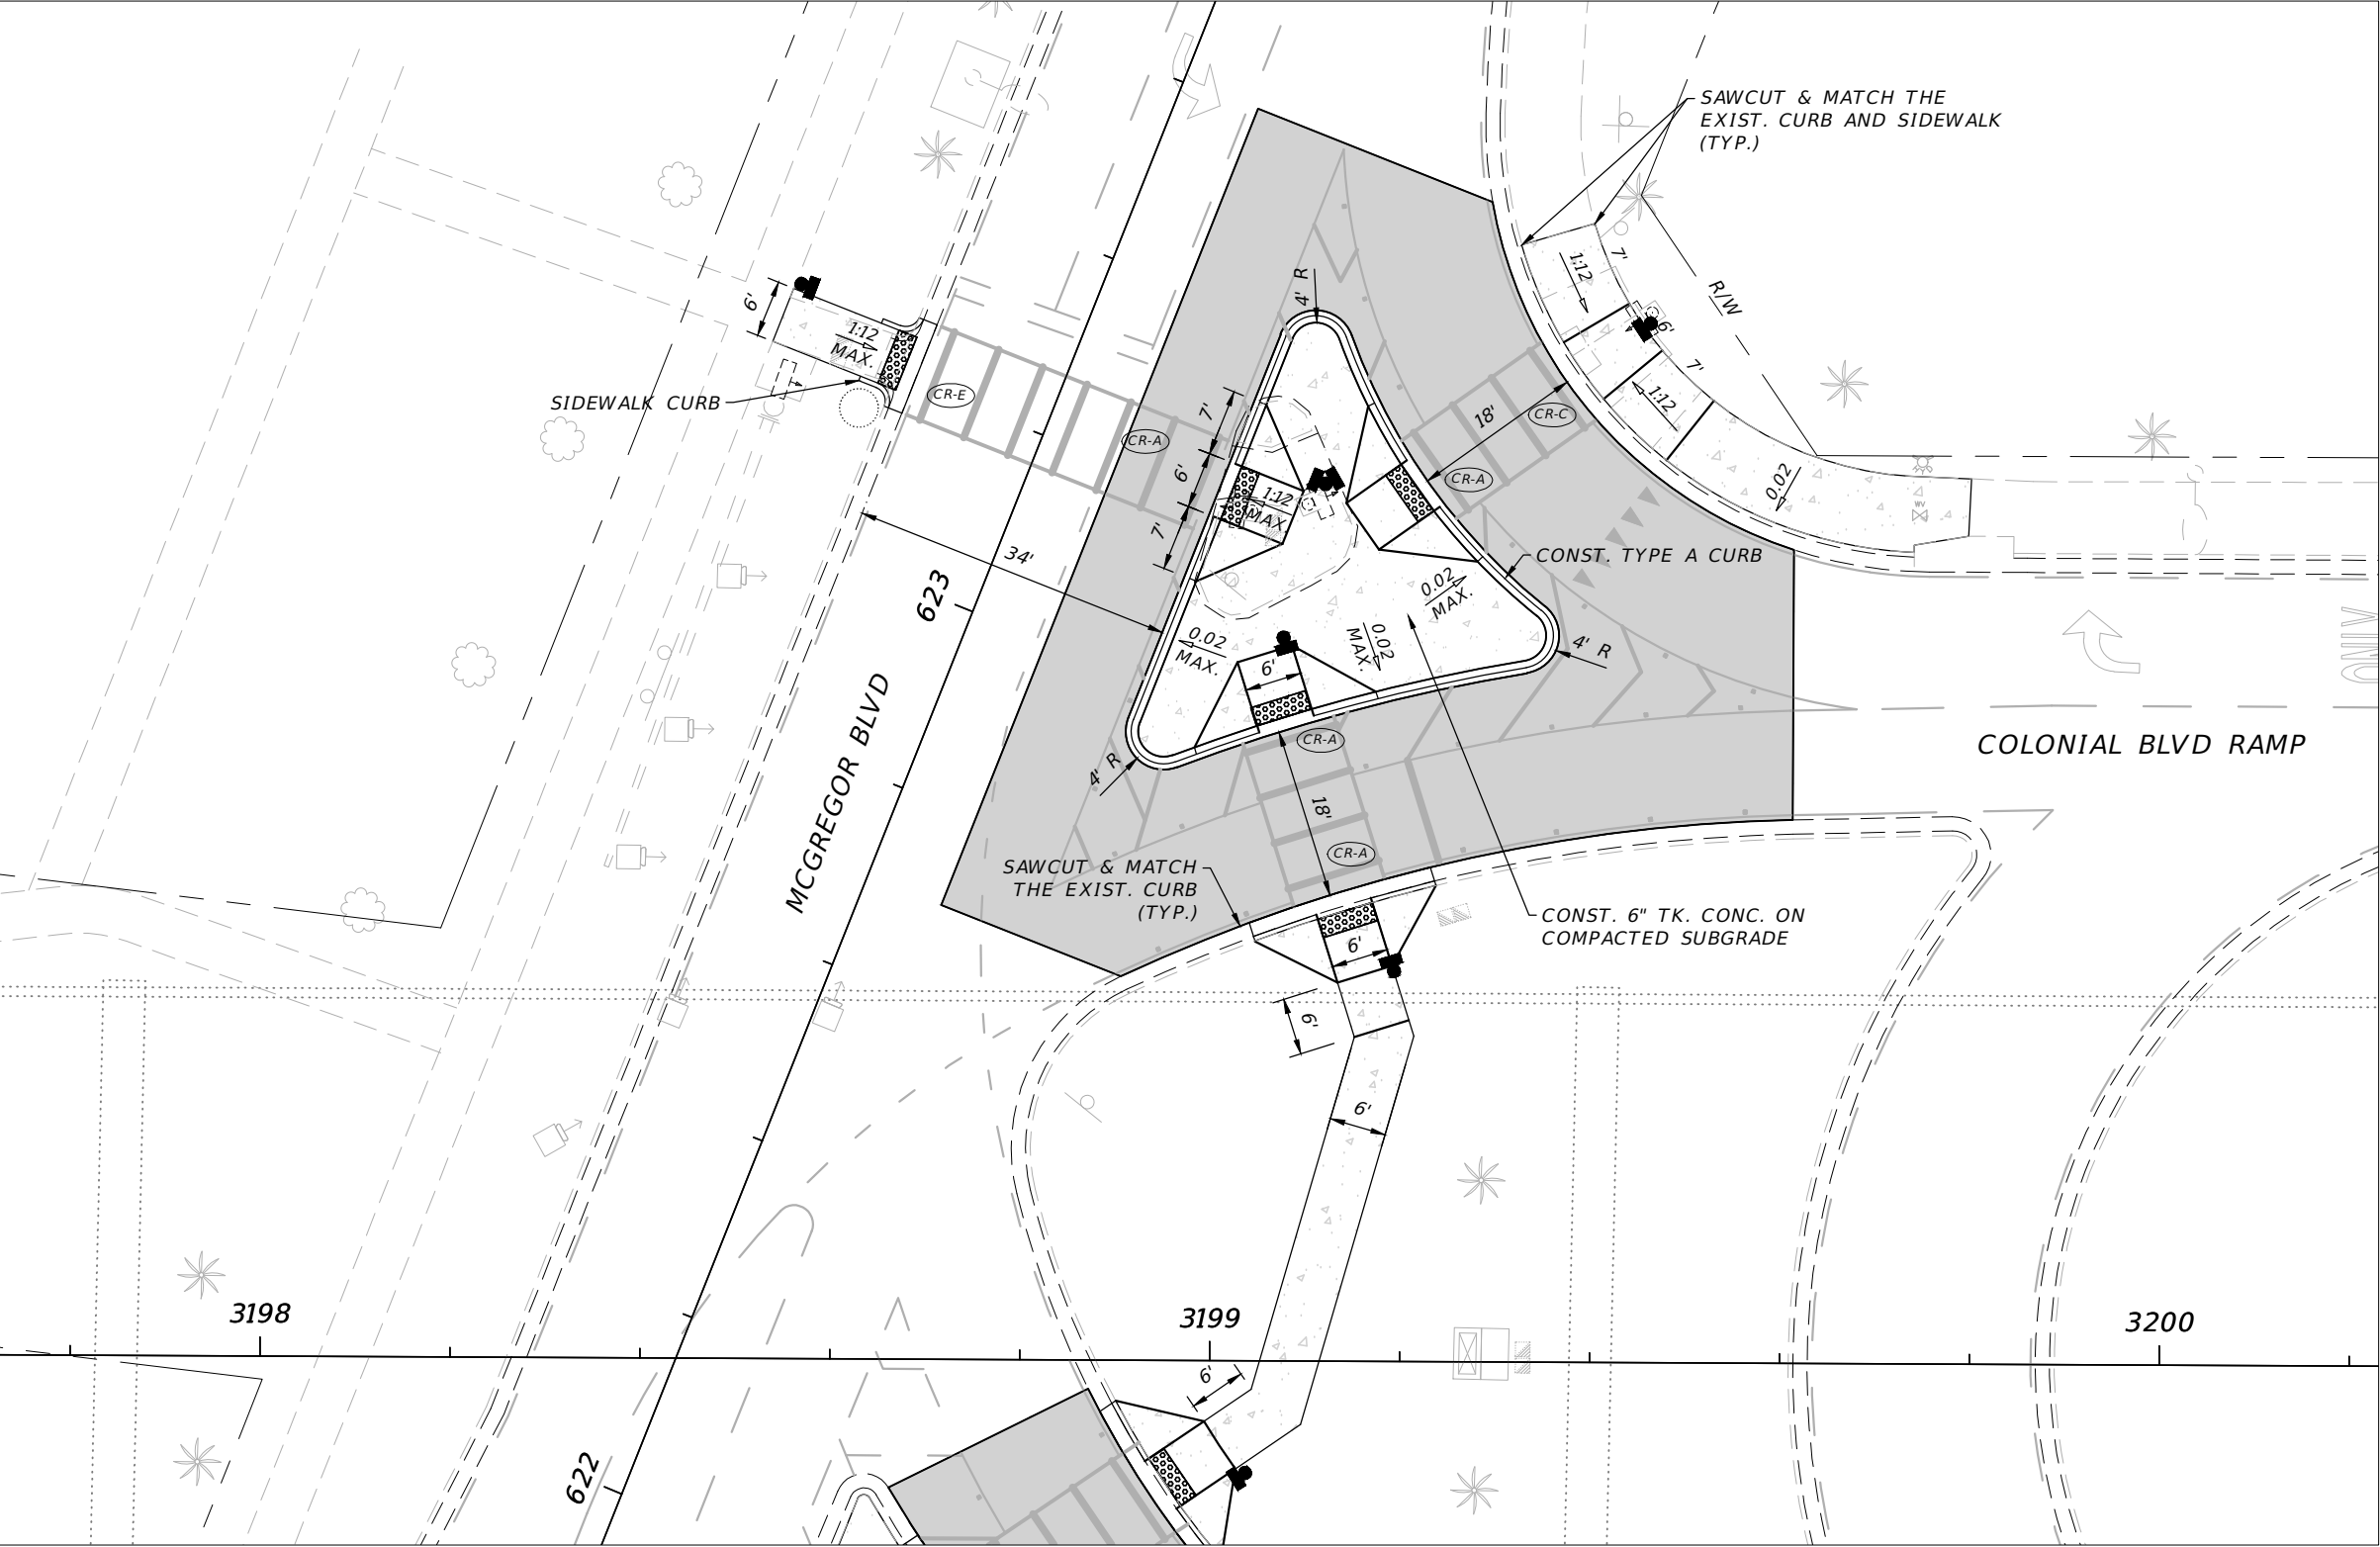 SAWCUT & MATCH THE
EXIST. CURB AND SIDEWALK
(TYP.)
4' R
1:12
7'
R/W
6'
6'
7'
1:12
1:12
MAX.
SIDEWALK CURB
CR-E
CR-A
7'
6'
7'
1:12
MAX
18'
CR-C
CR-A
0.02
WV
34'
CONST. TYPE A CURB
623
0.02
MAX.
0.02
MAX.
0.02
MAX.
4' R
6'
MCGREGOR BLVD
4' R
CR-A
COLONIAL BLVD RAMP
18'
CR-A
SAWCUT & MATCH
THE EXIST. CURB
(TYP.)
CONST. 6" TK. CONC. ON
COMPACTED SUBGRADE
6'
6'
6'
3198
3199
3200
6'
622